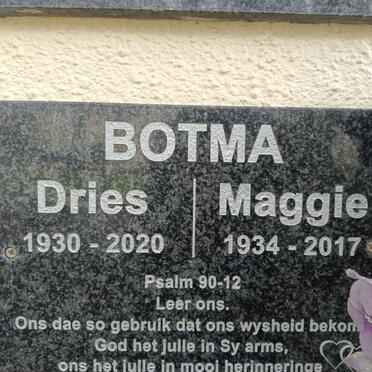 BOTMA
Dries Maggie
1930 - 2020 1934 - 2017
Psalm 90-12
Leer ons.
Ons dae so gebruik dat ons wysheid bekom
God het julle in Sy arms,
ons het julle in mooi herinneringe